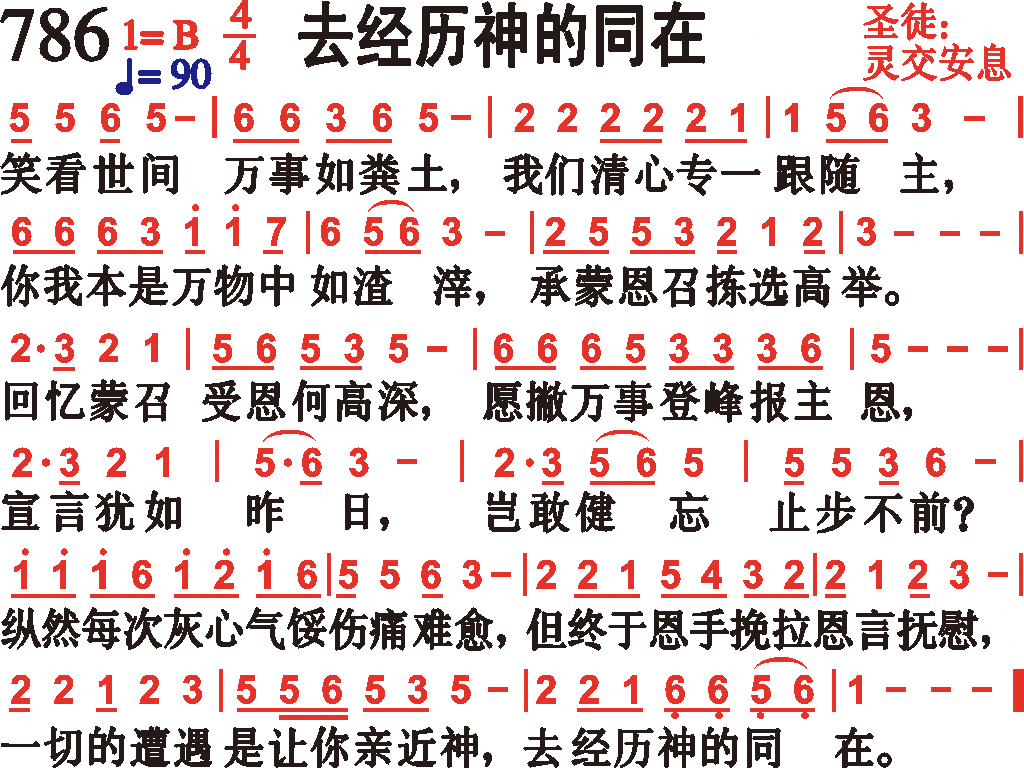 786 1= B 4/4 去经历神的同在 圣徒:
♩= 90 灵交安息
5 5 6 5 - | 6 6 3 6 5 - | 2 2 2 2 2 1 | 1 5 6 3 - |
笑看世间 万事如粪土, 我们清心专一 跟随 主,
6 6 6 3 i i 7 | 6 5 6 3 - | 2 5 5 3 2 1 2 | 3 - - - |
你我本是万物中 如渣 滓, 承蒙恩召拣选高举。
2· 3 2 1 | 5 6 5 3 5 - | 6 6 6 5 3 3 3 6 | 5 - - - |
回忆蒙召 受恩何高深, 愿撇万事登峰报主 恩,
2· 3 2 1 | 5· 6 3 - | 2· 3 5 6 5 | 5 5 3 6 - |
宣言犹如 昨 日, 岂敢健 忘 止步不前?
i i i 6 i 2̇ i 6 | 5 5 6 3 - | 2 2 1 5 4 3 2 | 2 1 2 3 - |
纵然每次灰心气馁伤痛难愈, 但终于恩手挽拉恩言抚慰,
2 2 1 2 3 | 5 5 6 5 3 5 - | 2 2 1 6̣ 6̣ 5̣ 6̣ | 1 - - - |
一切的遭遇 是让你亲近神, 去经历神的同 在。